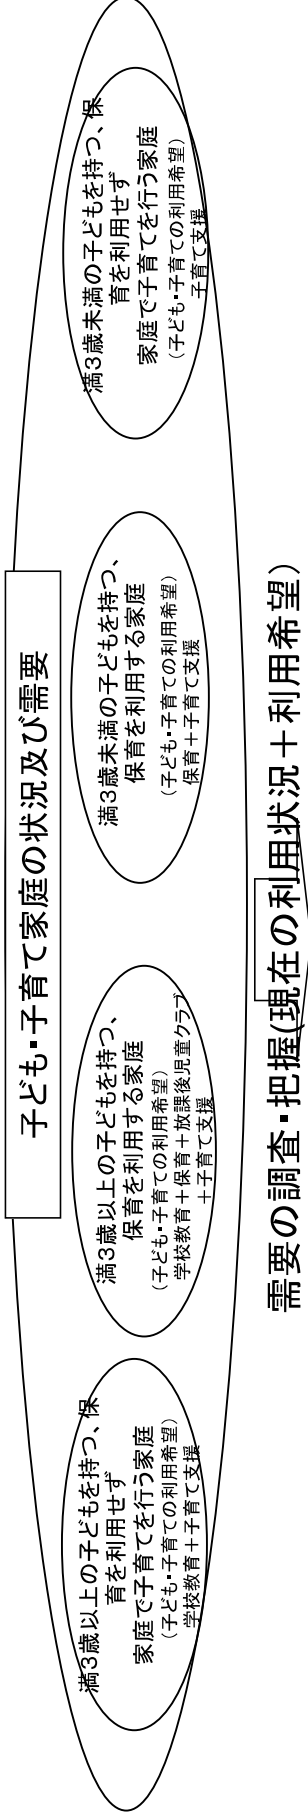 子ども・子育て家庭の状況及び需要
満3歳以上の子どもを持つ、保
育を利用せず
家庭で子育てを行う家庭
(子ども・子育ての利用希望)
学校教育＋子育て支援
満3歳以上の子どもを持つ、
保育を利用する家庭
(子ども・子育ての利用希望)
学校教育＋保育＋放課後児童クラブ
＋子育て支援
満3歳未満の子どもを持つ、
保育を利用する家庭
(子ども・子育ての利用希望)
保育＋子育て支援
満3歳未満の子どもを持つ、保
育を利用せず
家庭で子育てを行う家庭
(子ども・子育ての利用希望)
子育て支援
需要の調査・把握(現在の利用状況＋利用希望)